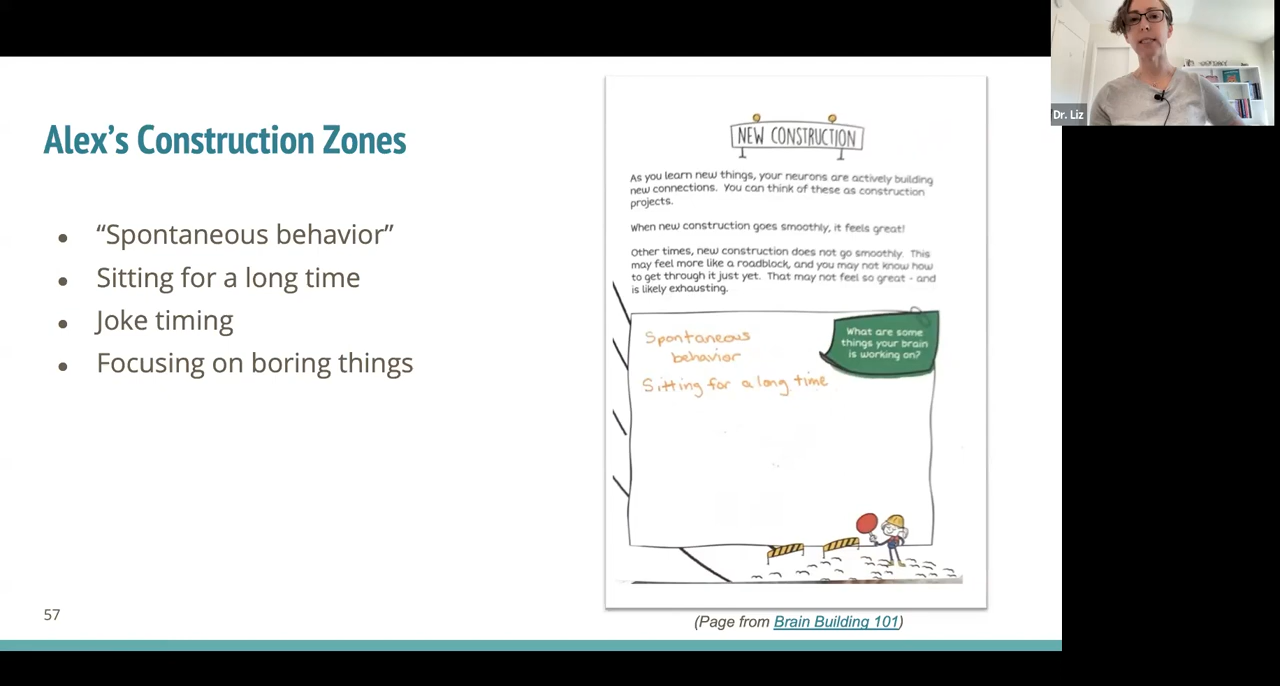 Alex's Construction Zones
“Spontaneous behavior”
Sitting for a long time
Joke timing
Focusing on boring things
57
NEW CONSTRUCTION
As you learn new things, your neurons are actively building
new connections. You can think of these as construction
projects.
When new construction goes smoothly, it feels great!
Other times, new construction does not go smoothly. This
may feel more like a roadblock, and you may not know how
to get through it just yet. That may not feel so great - and
is likely exhausting.
What are some
things your brain
is working on?
Spontaneous
behavior
Sitting for a long time
(Page from Brain Building 101)
Dr. Liz